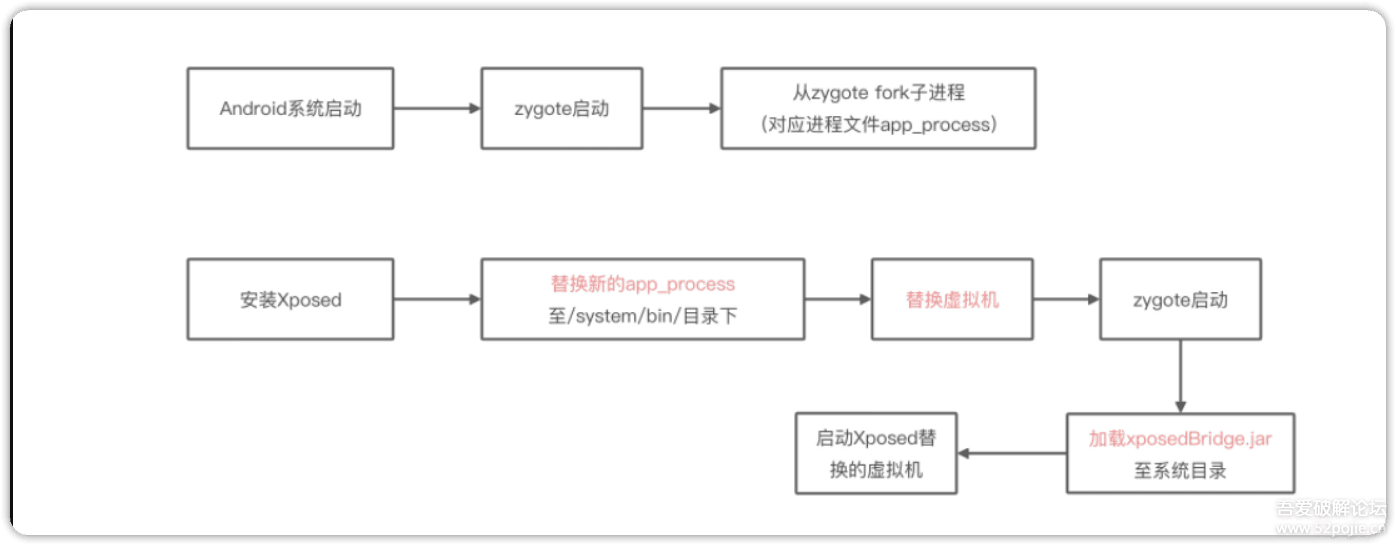 Android系统启动
zygote启动
从zygote fork子进程
（对应进程文件app_process）
安装Xposed
替换新的app_process
至/system/bin/目录下
替换虚拟机
zygote启动
启动Xposed替
换的虚拟机
加载xposedBridge.jar
至系统目录
吾爱破解论坛
www.52pojie.cn